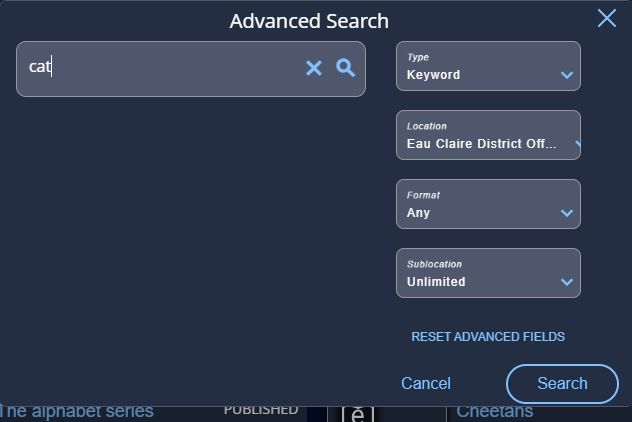 Advanced Search
cat
Type
Keyword
Location
Eau Claire District Off...
Format
Any
Sublocation
Unlimited
RESET ADVANCED FIELDS
Cancel
Search
The alphabet series
PUBLISHED
Cheetahs